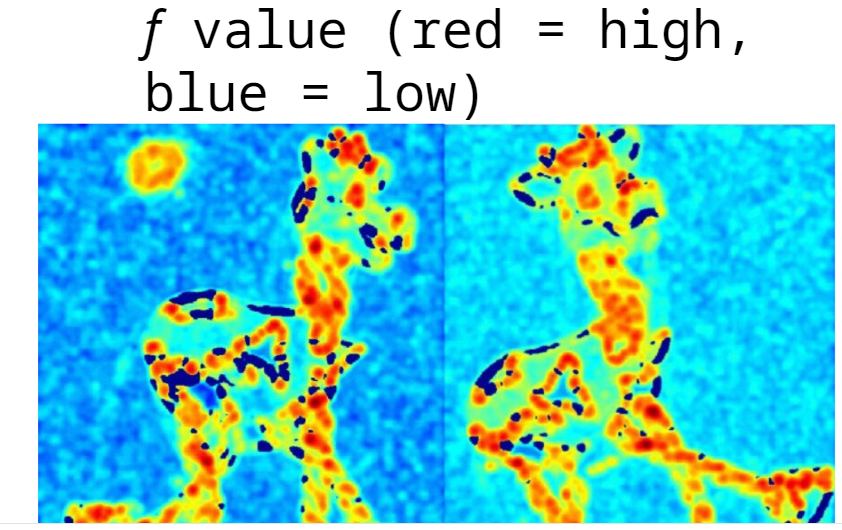 f value (red = high,
blue = low)